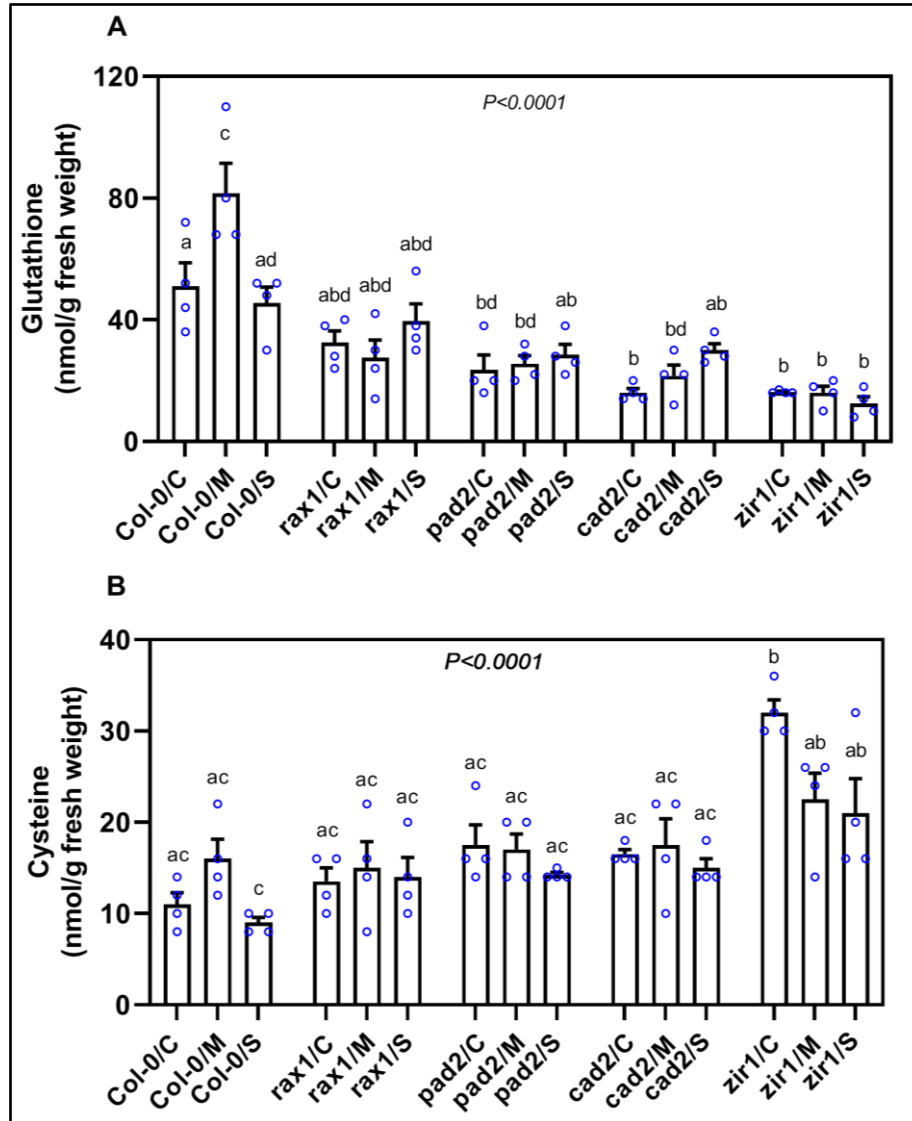 A
Glutathione
(nmol/g fresh weight)
120
80
40
0
P<0.0001
a
c
ad
abd
abd
abd
bd
bd
ab
b
bd
ab
b
b
b
Col-0/C
Col-0/M
Col-0/S
rax1/C
rax1/M
rax1/S
pad2/C
pad2/M
pad2/S
cad2/C
cad2/M
cad2/S
zir1/C
zir1/M
zir1/S
B
Cysteine
(nmol/g fresh weight)
40
30
20
10
0
P<0.0001
ac
ac
c
ac
ac
ac
ac
ac
ac
ac
ac
ac
b
ab
ab
Col-0/C
Col-0/M
Col-0/S
rax1/C
rax1/M
rax1/S
pad2/C
pad2/M
pad2/S
cad2/C
cad2/M
cad2/S
zir1/C
zir1/M
zir1/S